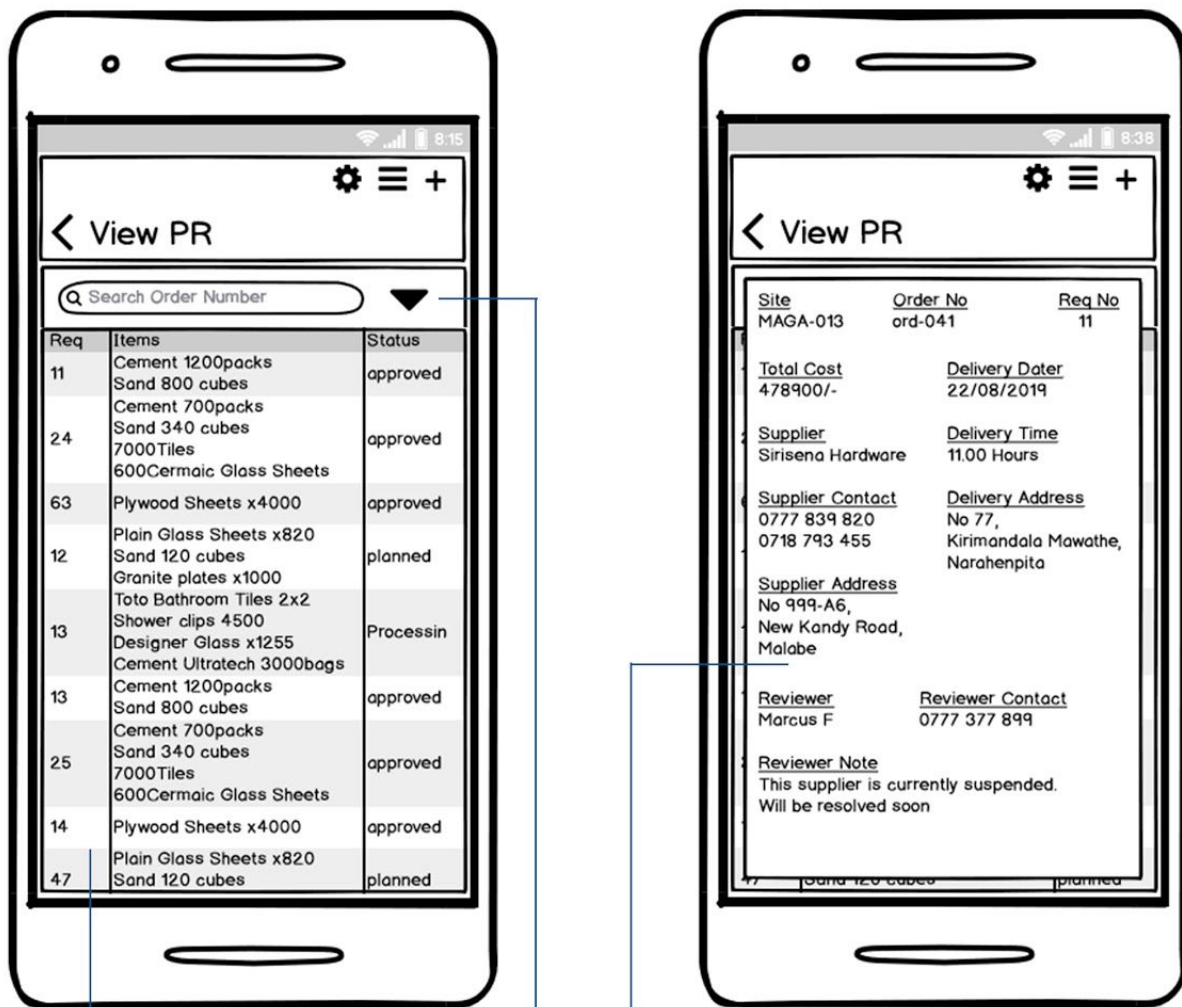 8:15
View PR
Search Order Number
Req Items Status
11 Cement 1200packs approved
Sand 800 cubes
24 Cement 700packs approved
Sand 340 cubes
7000Tiles
600Cermaic Glass Sheets
63 Plywood Sheets x4000 approved
12 Plain Glass Sheets x820 planned
Sand 120 cubes
Granite plates x1000
13 Toto Bathroom Tiles 2x2 Processin
Shower clips 4500
Designer Glass x1255
Cement Ultratech 3000bags
13 Cement 1200packs approved
Sand 800 cubes
25 Cement 700packs approved
Sand 340 cubes
7000Tiles
600Cermaic Glass Sheets
14 Plywood Sheets x4000 approved
47 Plain Glass Sheets x820 planned
Sand 120 cubes
8:38
View PR
Site Order No Req No
MAGA-013 ord-041 11
Total Cost Delivery Dater
478900/- 22/08/2019
Supplier Delivery Time
Sirisena Hardware 11.00 Hours
Supplier Contact Delivery Address
0777 839 820 No 77,
0718 793 455 Kirimandala Mawathe,
Narahenpita
Supplier Address
No 999-A6,
New Kandy Road,
Malabe
Reviewer Reviewer Contact
Marcus F 0777 377 899
Reviewer Note
This supplier is currently suspended.
Will be resolved soon